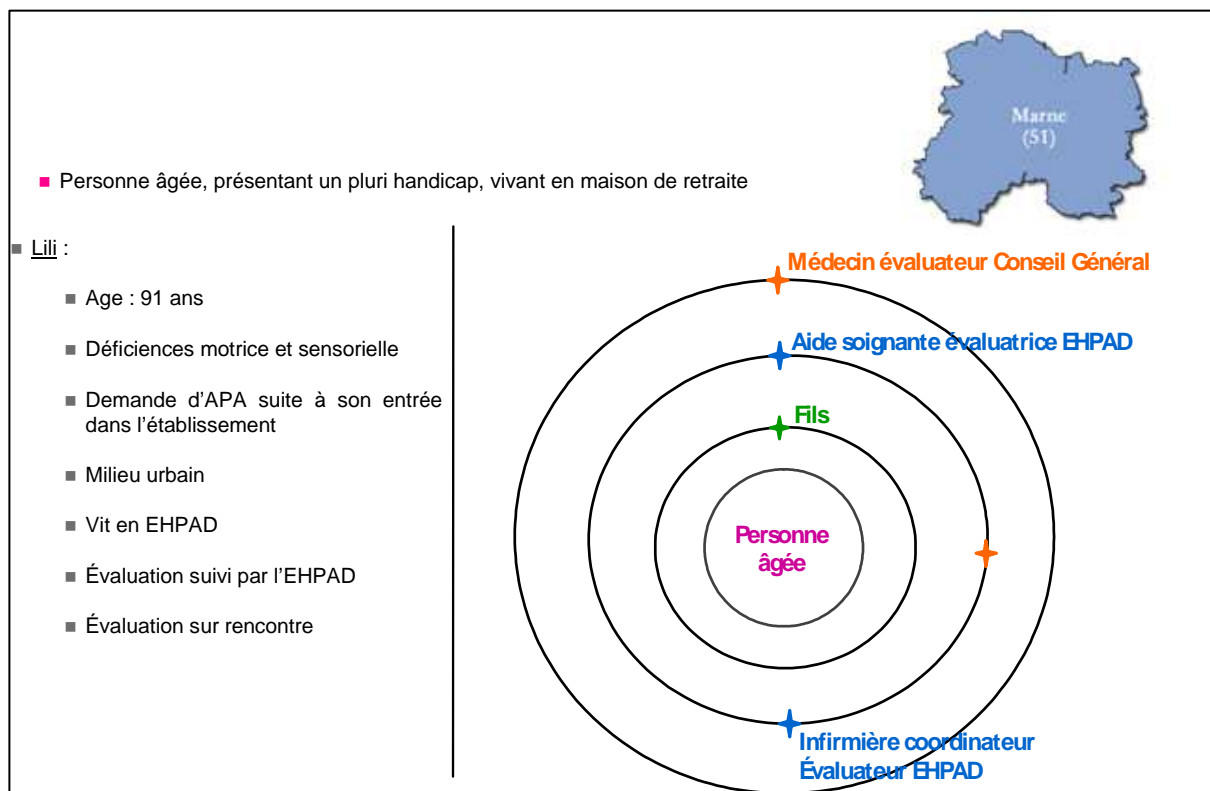 Marne
(51)
Personne âgée, présentant un pluri handicap, vivant en maison de retraite
Lili :
Age : 91 ans
Déficiences motrice et sensorielle
Demande d'APA suite à son entrée
dans l'établissement
Milieu urbain
Vit en EHPAD
Évaluation suivi par l'EHPAD
Évaluation sur rencontre
Médecin évaluateur Conseil Général
Aide soignante évaluatrice EHPAD
Fils
Personne
âgée
Infirmière coordinateur
Évaluateur EHPAD